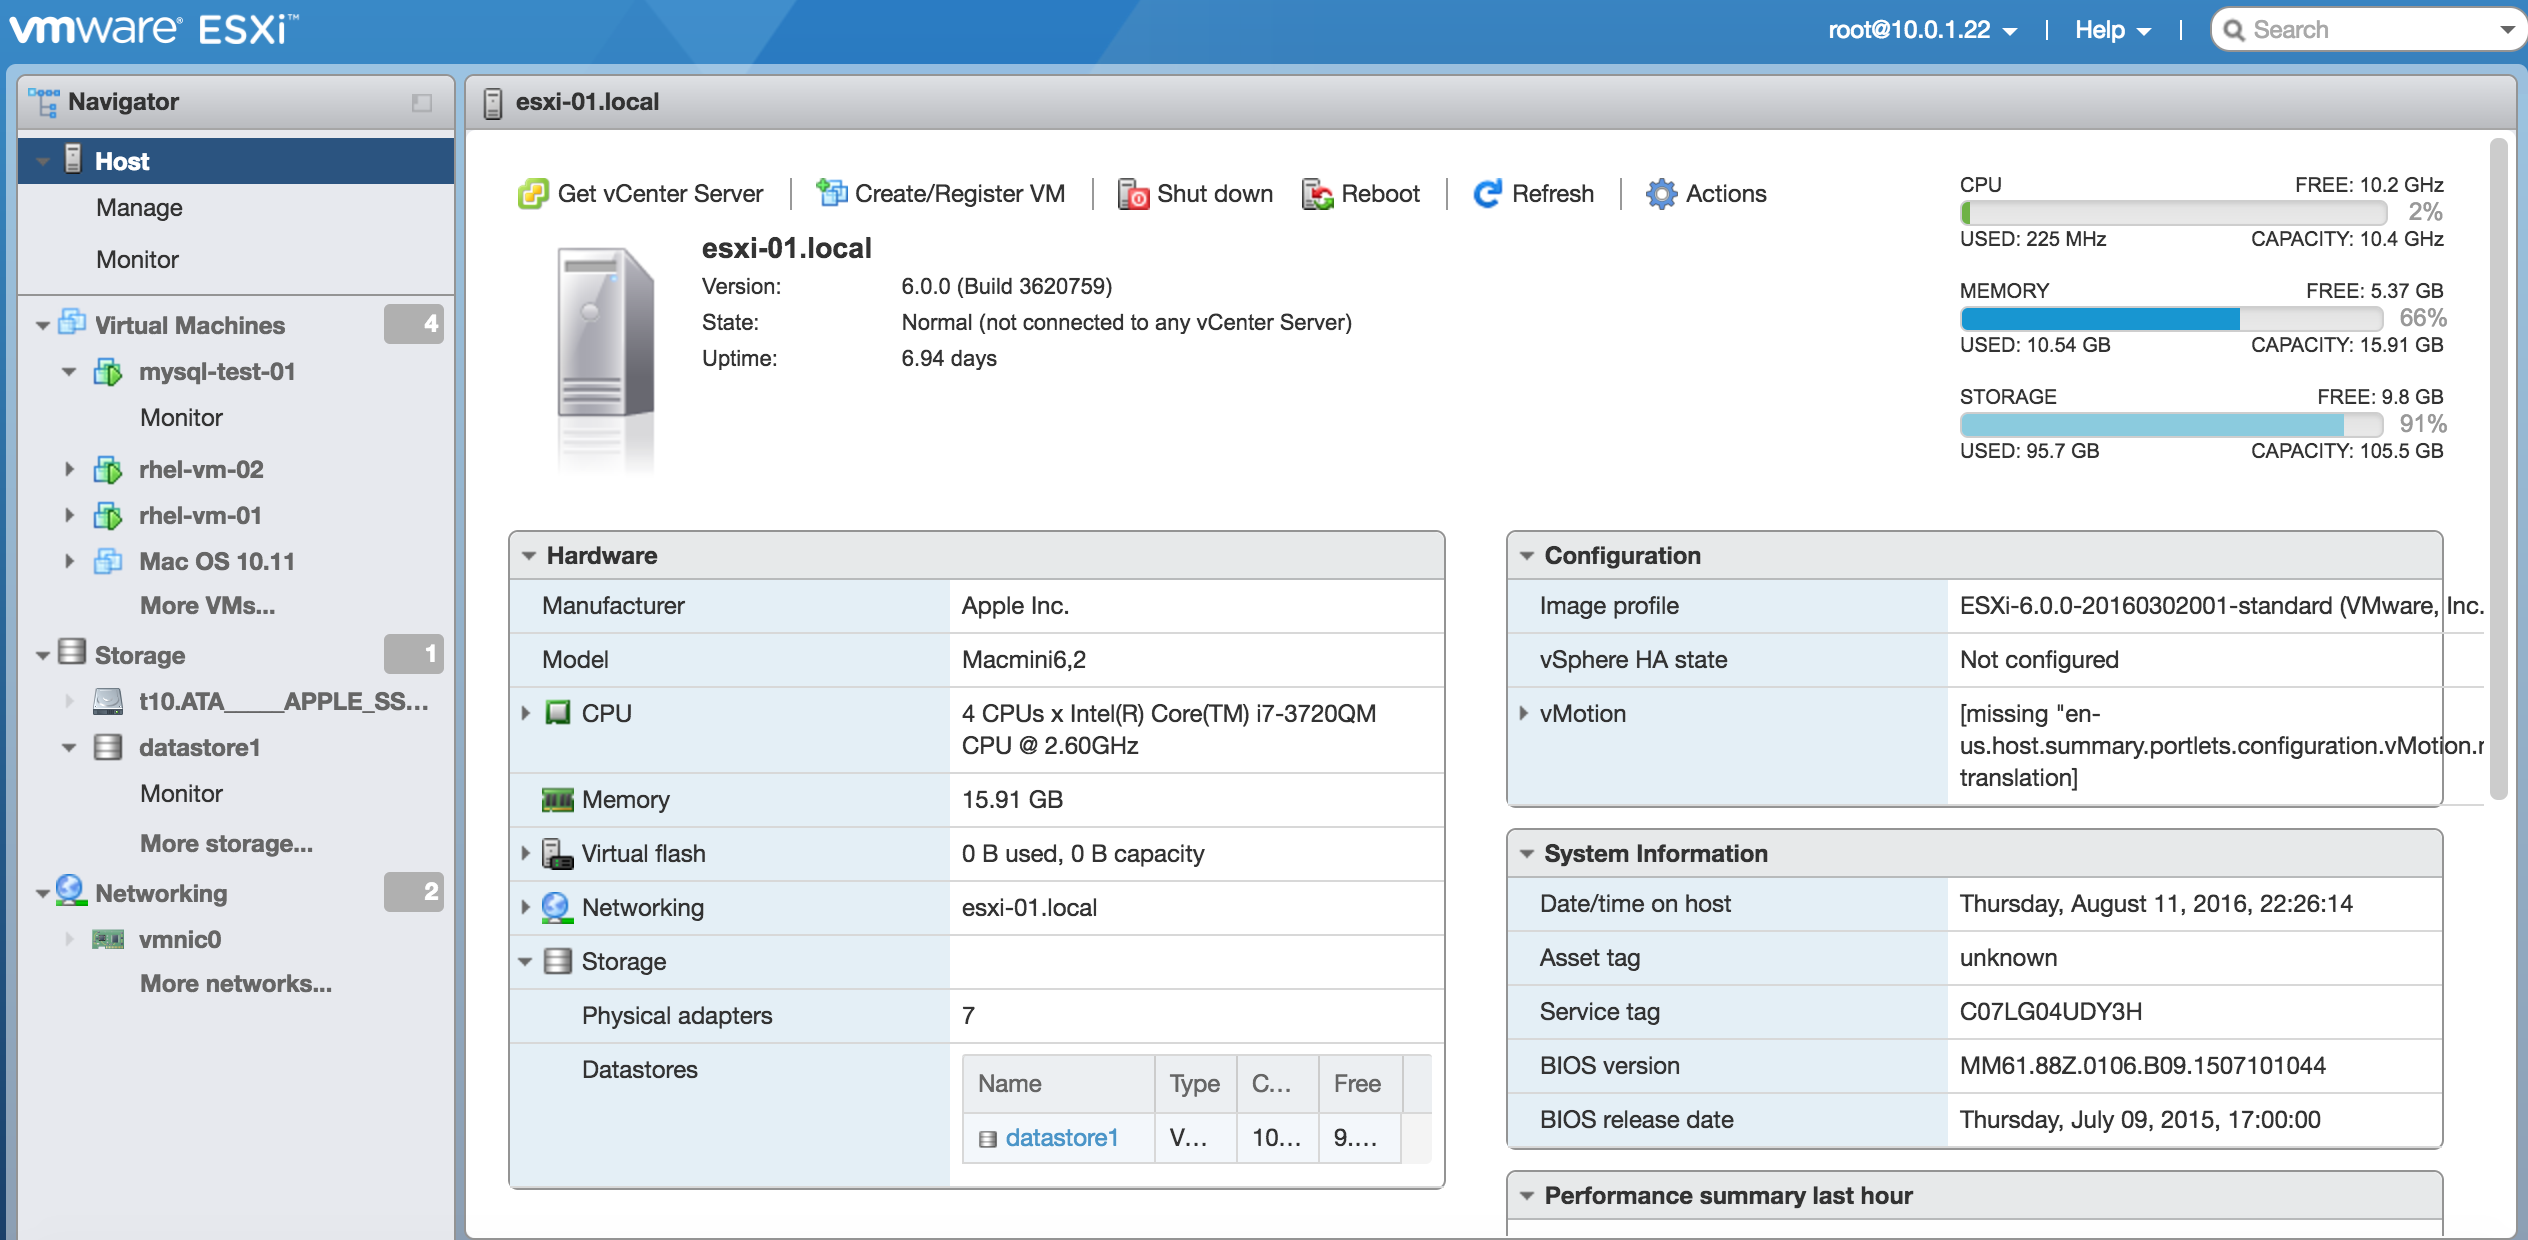 vmware® ESXi™
root@10.0.1.22 | Help | Search
Navigator
Host
Manage
Monitor
Virtual Machines 4
mysql-test-01
Monitor
rhel-vm-02
rhel-vm-01
Mac OS 10.11
More VMs...
Storage 1
t10.ATA_____APPLE_SS...
datastore1
Monitor
More storage...
Networking 2
vmnic0
More networks...
esxi-01.local
Get vCenter Server | Create/Register VM | Shut down Reboot | Refresh | Actions
esxi-01.local
Version: 6.0.0 (Build 3620759)
State: Normal (not connected to any vCenter Server)
Uptime: 6.94 days
CPU FREE: 10.2 GHz
2%
USED: 225 MHz CAPACITY: 10.4 GHz
MEMORY FREE: 5.37 GB
66%
USED: 10.54 GB CAPACITY: 15.91 GB
STORAGE FREE: 9.8 GB
91%
USED: 95.7 GB CAPACITY: 105.5 GB
Hardware
Manufacturer Apple Inc.
Model Macmini6,2
CPU 4 CPUs x Intel(R) Core(TM) i7-3720QM
CPU @ 2.60GHz
Memory 15.91 GB
Virtual flash 0 B used, 0 B capacity
Networking esxi-01.local
Storage
Physical adapters 7
Datastores
Name Type C... Free
datastore1 V... 10... 9....
Configuration
Image profile ESXi-6.0.0-20160302001-standard (VMware, Inc.
vSphere HA state Not configured
vMotion [missing "en-
us.host.summary.portlets.configuration.vMotion.r
translation]
System Information
Date/time on host Thursday, August 11, 2016, 22:26:14
Asset tag unknown
Service tag C07LG04UDY3H
BIOS version MM61.88Z.0106.B09.1507101044
BIOS release date Thursday, July 09, 2015, 17:00:00
Performance summary last hour